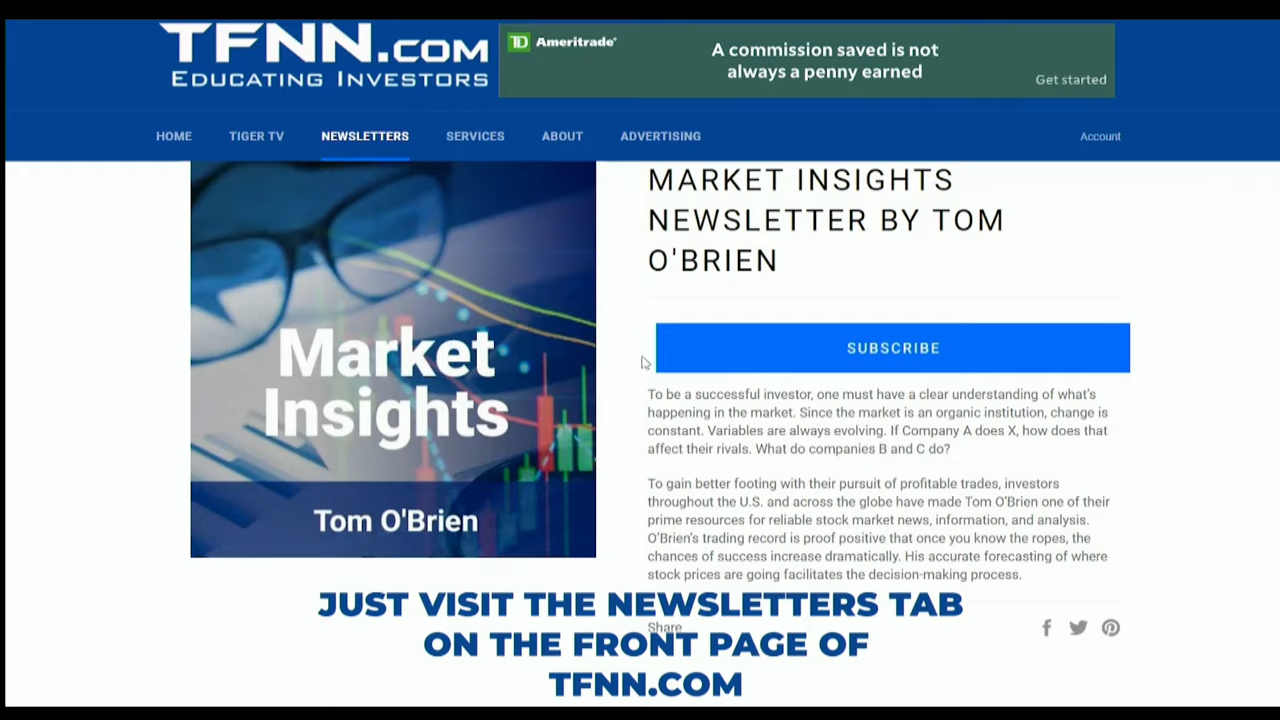 TFNN.COM
EDUCATING INVESTORS
TD Ameritrade®
A commission saved is not
always a penny earned
Get started
HOME TIGER TV NEWSLETTERS SERVICES ABOUT ADVERTISING Account
MARKET INSIGHTS
NEWSLETTER BY TOM
O'BRIEN
Market
Insights
Tom O'Brien
SUBSCRIBE
To be a successful investor, one must have a clear understanding of what's
happening in the market. Since the market is an organic institution, change is
constant. Variables are always evolving. If Company A does X, how does that
affect their rivals. What do companies B and C do?
To gain better footing with their pursuit of profitable trades, investors
throughout the U.S. and across the globe have made Tom O'Brien one of their
prime resources for reliable stock market news, information, and analysis.
O'Brien's trading record is proof positive that once you know the ropes, the
chances of success increase dramatically. His accurate forecasting of where
stock prices are going facilitates the decision-making process.
Share
JUST VISIT THE NEWSLETTERS TAB
ON THE FRONT PAGE OF
TFNN.COM